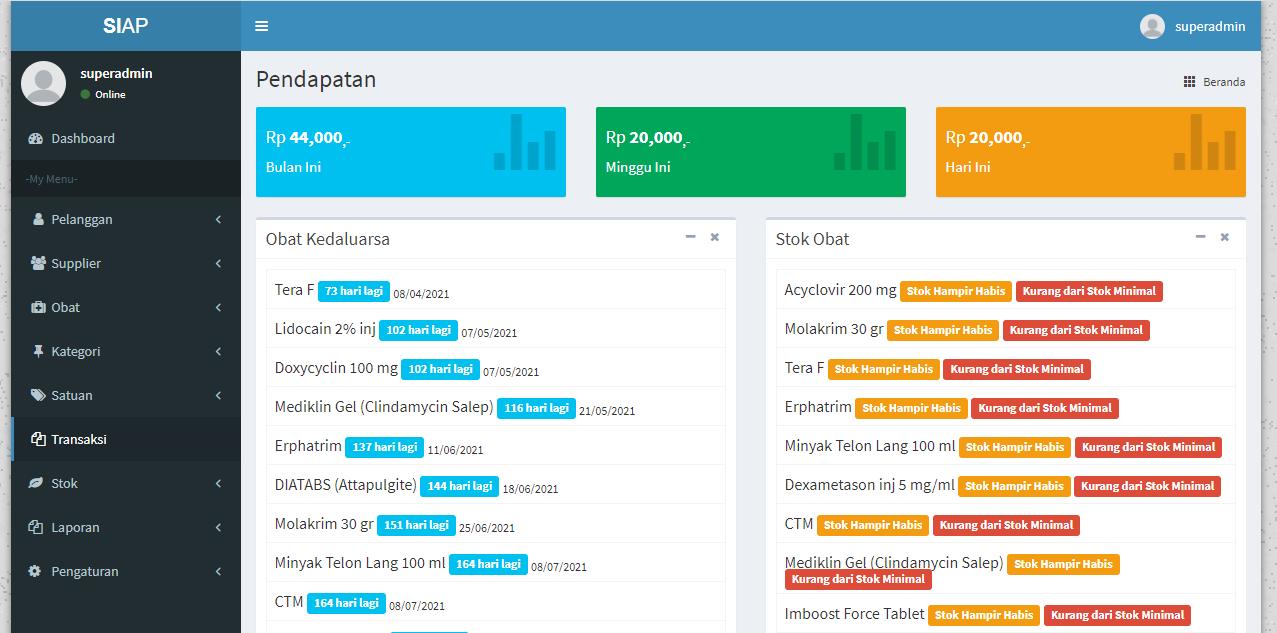 SIAP
superadmin
superadmin
Online
Dashboard
-My Menu-
Pelanggan
Supplier
Obat
Kategori
Satuan
Transaksi
Stok
Laporan
Pengaturan
Pendapatan
Beranda
Rp 44,000,-
Bulan Ini
Rp 20,000,-
Minggu Ini
Rp 20,000,-
Hari Ini
Obat Kedaluarsa
Tera F 73 hari lagi 08/04/2021
Lidocain 2% inj 102 hari lagi 07/05/2021
Doxycyclin 100 mg 102 hari lagi 07/05/2021
Mediklin Gel (Clindamycin Salep) 116 hari lagi 21/05/2021
Erphatrim 137 hari lagi 11/06/2021
DIATABS (Attapulgite) 144 hari lagi 18/06/2021
Molakrim 30 gr 151 hari lagi 25/06/2021
Minyak Telon Lang 100 ml 164 hari lagi 08/07/2021
CTM 164 hari lagi 08/07/2021
Stok Obat
Acyclovir 200 mg Stok Hampir Habis Kurang dari Stok Minimal
Molakrim 30 gr Stok Hampir Habis Kurang dari Stok Minimal
Tera F Stok Hampir Habis Kurang dari Stok Minimal
Erphatrim Stok Hampir Habis Kurang dari Stok Minimal
Minyak Telon Lang 100 ml Stok Hampir Habis Kurang dari Stok Minimal
Dexametason inj 5 mg/ml Stok Hampir Habis Kurang dari Stok Minimal
CTM Stok Hampir Habis Kurang dari Stok Minimal
Mediklin Gel (Clindamycin Salep) Stok Hampir Habis
Kurang dari Stok Minimal
Imboost Force Tablet Stok Hampir Habis Kurang dari Stok Minimal